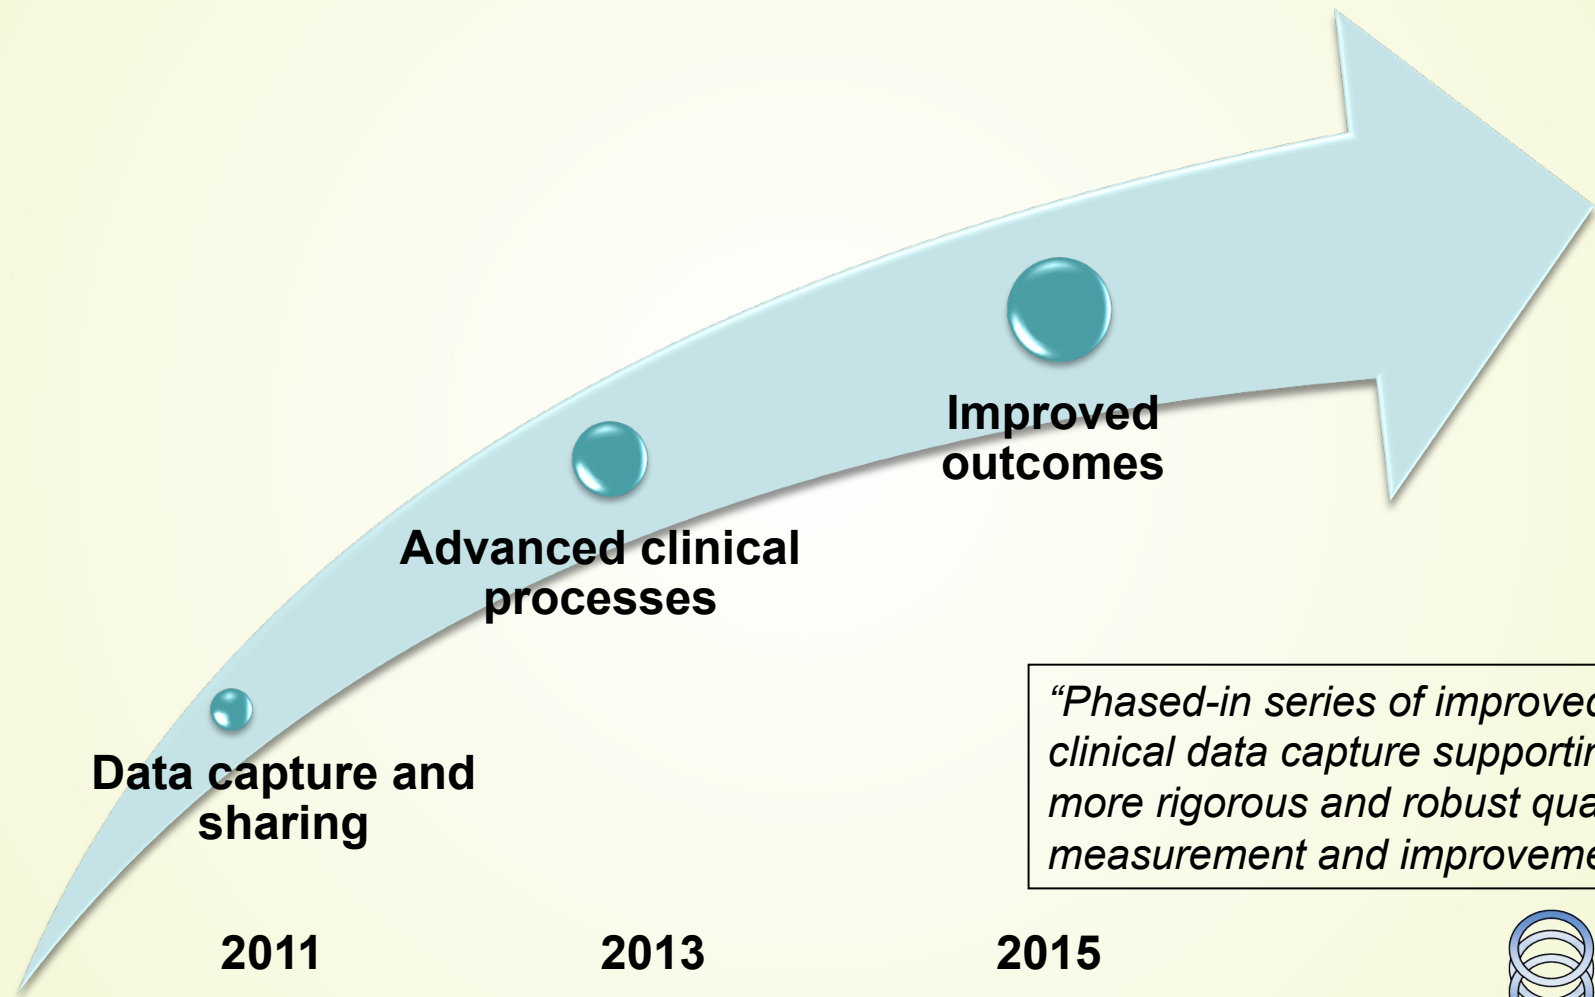 Improved
outcomes
Advanced clinical
processes
Data capture and
sharing
“Phased-in series of improved
clinical data capture
more rigorous and robust
measurement and
2011 2013 2015